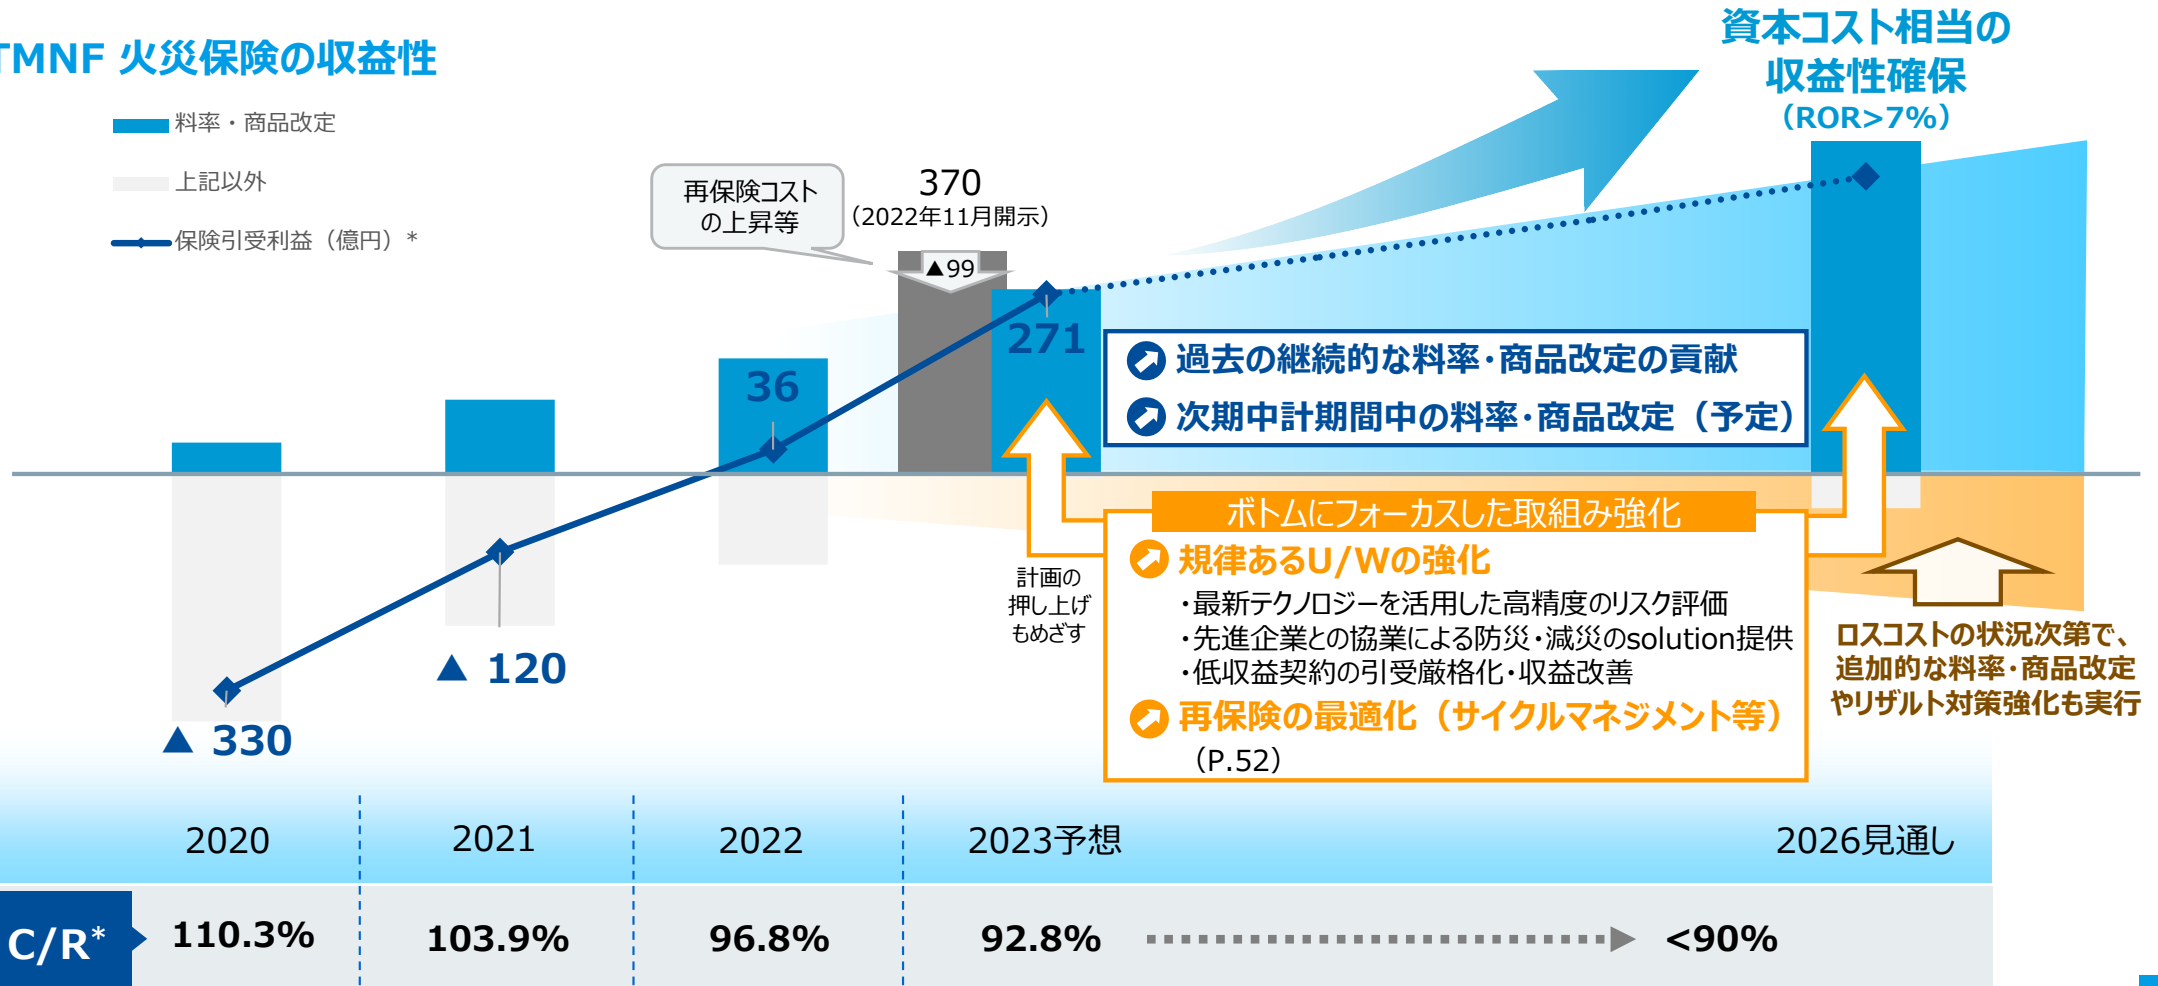 TMNF 火災保険の収益性
料率・商品改定
上記以外
保険引受利益（億円）*
再保険コスト
の上昇等
370
（2022年11月開示）
▲99
資本コスト相当の
収益性確保
（ROR>7%）
271
36
▲ 120
▲ 330
過去の継続的な料率・商品改定の貢献
次期中計期間中の料率・商品改定（予定）
計画の
押し上げ
もめざす
ボトムにフォーカスした取組み強化
規律あるU/Wの強化
・最新テクノロジーを活用した高精度のリスク評価
・先進企業との協業による防災・減災のsolution提供
・低収益契約の引受厳格化・収益改善
再保険の最適化（サイクルマネジメント等）
（P.52）
ロスコストの状況次第で、
追加的な料率・商品改定
やリザルト対策強化も実行
2020 2021 2022 2023予想 2026見通し
C/R* 110.3% 103.9% 96.8% 92.8% <90%